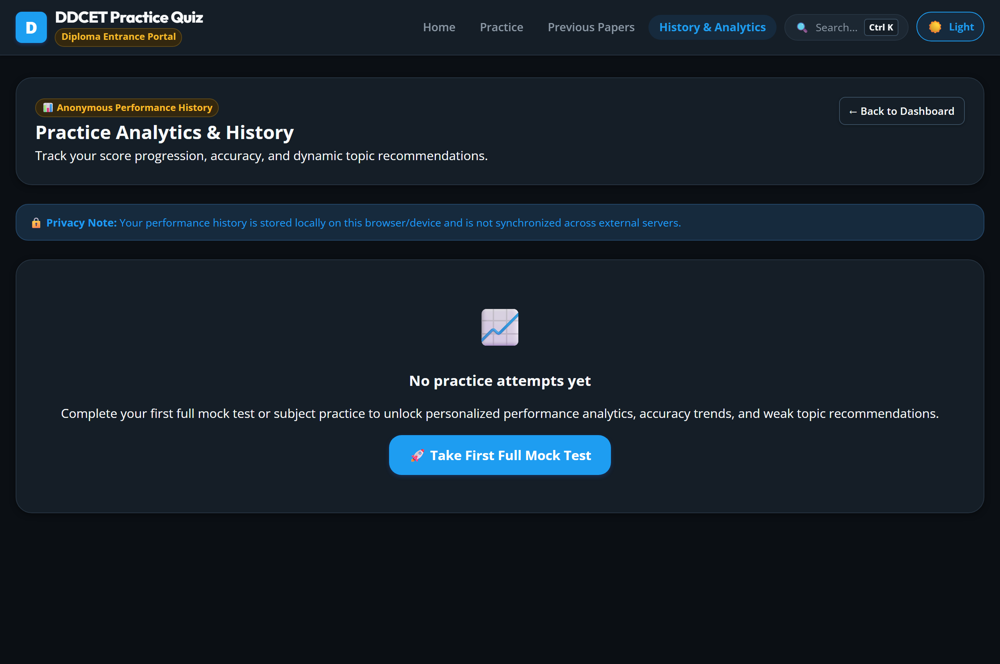 D
DDCET Practice Quiz
Diploma Entrance Portal
Home
Practice
Previous Papers
History & Analytics
Search...
Ctrl K
Light
Anonymous Performance History
← Back to Dashboard
Practice Analytics & History
Track your score progression, accuracy, and dynamic topic recommendations.
Privacy Note: Your performance history is stored locally on this browser/device and is not synchronized across external servers.
No practice attempts yet
Complete your first full mock test or subject practice to unlock personalized performance analytics, accuracy trends, and weak topic recommendations.
Take First Full Mock Test